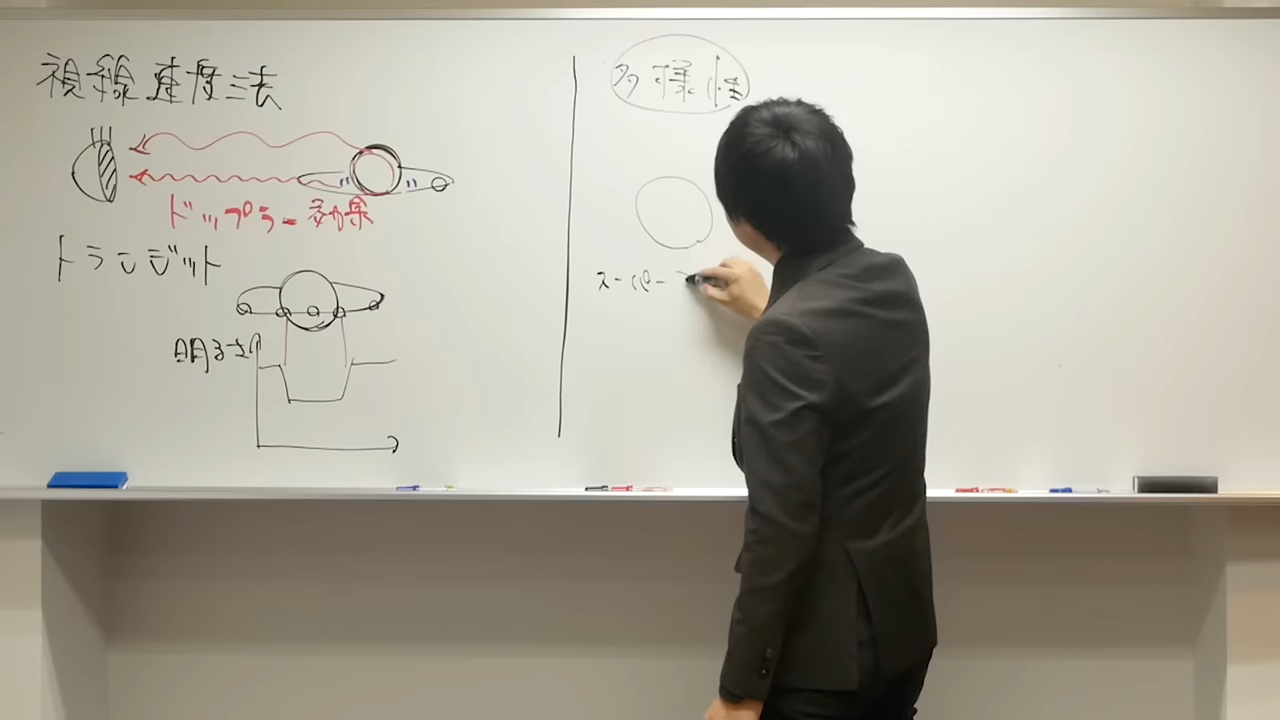 視線速度法
ドップラー効果
トランジット
明るさ
多様性
スーパー